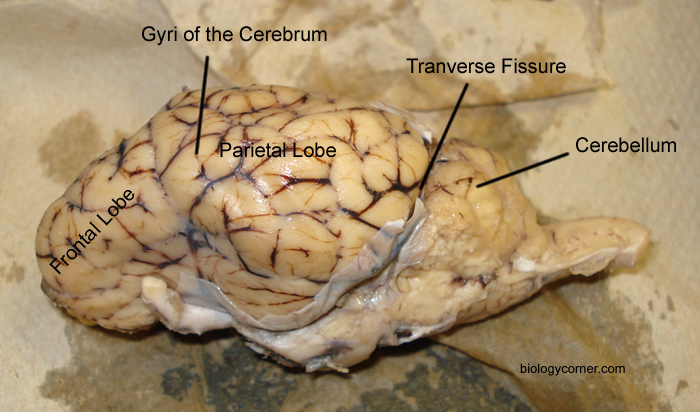 Gyri of the Cerebrum
Tranverse Fissure
Cerebellum
Parietal Lobe
Frontal Lobe
biologycorner.com